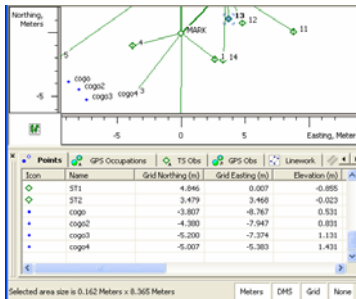 Northing,
Meters
13
12
11
MARK
4
1 14
5
cogo
cogo2
cogo3
cogo4 3
-5
-5 0 5 10
Easting, Meter
Points GPS Occupations TS Obs GPS Obs Linework
Icon Name Grid Northing (m) Grid Easting (m) Elevation (m)
ST1 4.846 0.007 -0.855
ST2 3.479 3.468 -0.023
cogo -3.807 -8.767 0.531
cogo2 -4.380 -7.947 0.831
cogo3 -5.200 -7.374 1.131
cogo4 -5.007 -5.383 1.431
Selected area size is 0.162 Meters x 8.365 Meters Meters DMS Grid None